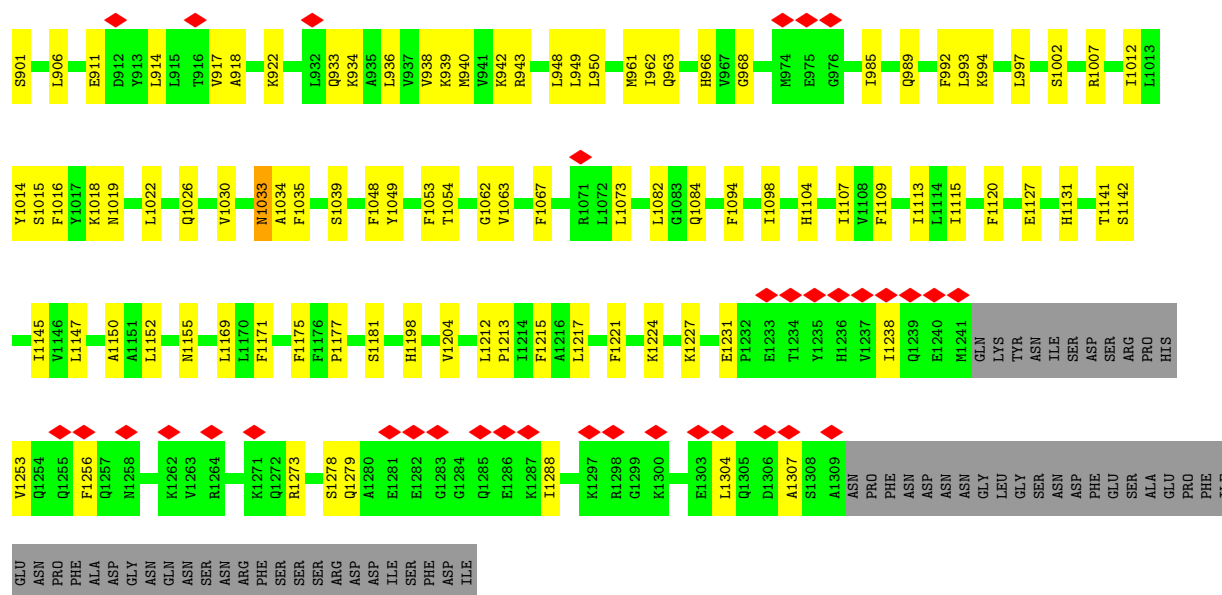 S901 L906 E911 D912 Y913 L914 L915 T916 V917 A918 K922 L932 Q933 K934 A935 L936 V937 V938 K939 M940 V941 K942 R943 L948 L949 L950 M961 I962 Q963 H966 V967 G968 M974 E975 G976 I985 Q989 F992 L993 K994 L997 S1002 R1007 I1012 L1013
Y1014 S1015 F1016 Y1017 K1018 N1019 L1022 Q1026 V1030 N1033 A1034 F1035 S1039 F1048 Y1049 F1053 T1054 G1062 V1063 F1067 R1071 L1072 L1073 L1082 G1083 Q1084 F1094 I1098 H1104 I1107 V1108 F1109 I1113 L1114 I1115 F1120 E1127 H1131 T1141 S1142
I1145 V1146 L1147 A1150 A1151 L1152 N1155 L1169 L1170 F1171 F1175 F1176 P1177 S1181 H1198 V1204 L1212 P1213 I1214 F1215 A1216 L1217 F1221 K1224 K1227 E1231 P1232 E1233 T1234 Y1235 H1236 V1237 I1238 Q1239 E1240 M1241 GLN LYS TYR ASN ILE SER ASP SER ARG PRO HIS
V1253 Q1254 Q1255 F1256 Q1257 N1258 K1262 V1263 R1264 K1271 Q1272 R1273 S1278 Q1279 A1280 E1281 E1282 G1283 G1284 Q1285 E1286 K1287 I1288 K1297 R1298 G1299 K1300 E1303 L1304 Q1305 D1306 A1307 S1308 A1309 ASN PRO PHE ASN ASP ASN ASN GLY LEU GLY SER ASN ASP PHE GLU SER ALA GLU PRO PHE ILE
GLU ASN PRO PHE ALA ASP GLY ASN GLN ASN SER ASN ARG PHE SER SER SER ARG ASP ASP ILE SER PHE ASP ILE